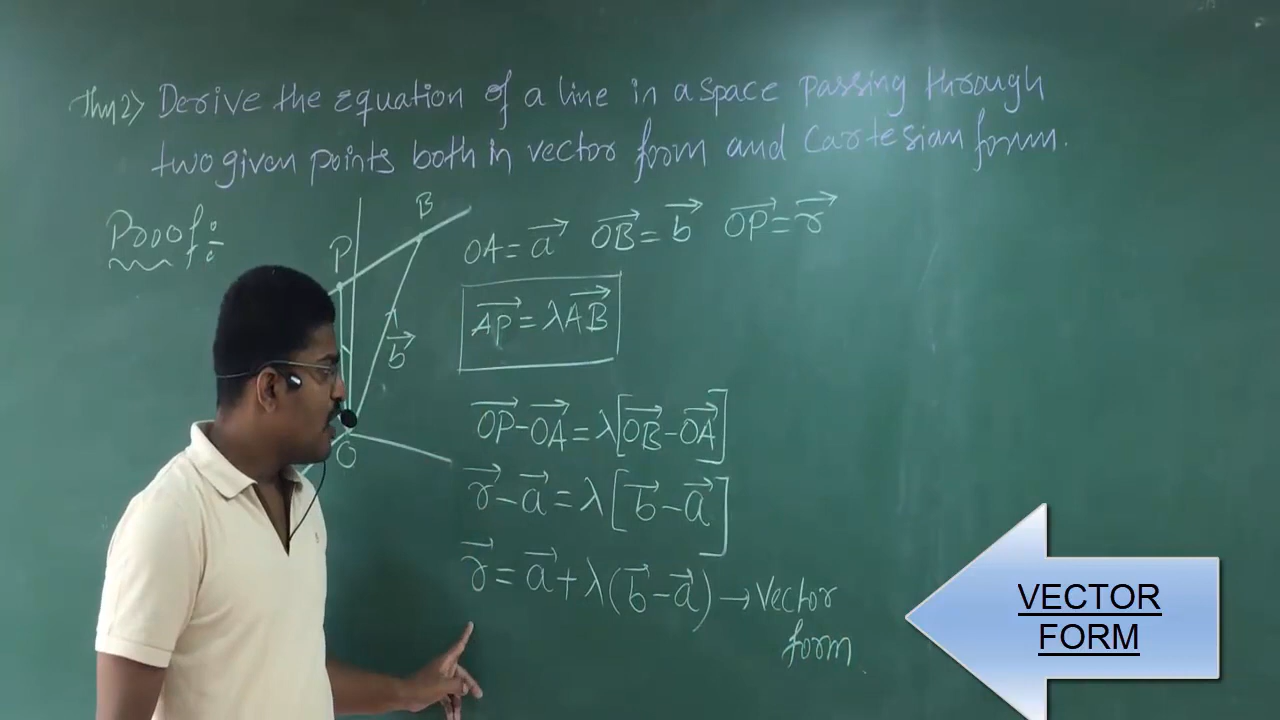 Thm 2> Derive the equation of a line in a space passing through
two given points both in vector form and Cartesian form.
Proof:
B
P
b⃗
O
OA = a⃗ OB⃗ = b⃗ OP⃗ = r⃗
AP⃗ = λAB⃗
OP⃗ - OA⃗ = λ[OB⃗ - OA⃗]
r⃗ - a⃗ = λ[b⃗ - a⃗]
r⃗ = a⃗ + λ(b⃗ - a⃗) → Vector
form.
VECTOR
FORM